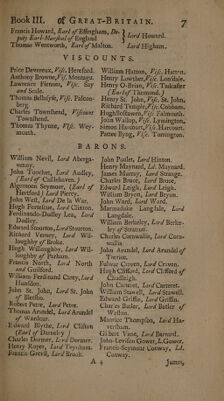 Book III. of GREAT-BRITAIN. 7
Francis Howard, Earl of Effingham, De-
puty Earl-Marshal of England } Lord Howard.
Thomas Wentworth, Earl of Malton. Lord Higham.
VISCOUNTS.
Price Devereux, Visc. Hereford.
Anthony Browne, Visc. Montagu.
Lawrence Fiennes, Visc. Say
and Seale.
Thomas Bellasyse, Visc. Falcon-
berg.
Charles Townshend, Viscount
Townshend.
Thomas Thynne, Visc. Wey-
mouth.
William Hatton, Visc. Hatton.
Henry Lowther, Visc. Lonsdale.
Henry O-Brien, Visc. Tadcaster
(Earl of Thomond.)
Henry St. John, Visc. St. John.
Richard Temple, Visc. Cobham.
Hugh Boscawen, Visc. Falmouth.
John Wallop, Visc. Lymington.
Simon Harcourt, Visc. Harcourt.
Pattee Byng, Visc. Torrington.
BARONS.
William Nevil, Lord Aberga-
venny.
John Touchet, Lord Audley,
(Earl of Castlehaven.)
Algernoon Seymour, (Earl of
Hertford) Lord Piercy.
John West, Lord De la War.
Hugh Fortescue, Lord Clinton.
Ferdinando-Dudley Lea, Lord
Dudley.
Edward Stourton, Lord Stourton.
Richard Verney, Lord Wil-
loughby of Broke.
Hugh Willoughby, Lord Wil-
loughby of Parham.
Francis North, Lord North
and Guilford.
William-Ferdinand Carey, Lord
Hunsdon.
John St. John, Lord St. John
of Bletsho.
Robert Petre, Lord Petre.
Thomas Arundel, Lord Arundel
of Wardour.
Edward Blythe, Lord Clifton
(Earl of Darneley)
Charles Dormer, Lord Dormer.
Henry Roper, Lord Teynham.
Francis Grevil, Lord Brook.
John Poulet, Lord Hinton.
Henry Maynard, Ld. Maynard.
James Murray, Lord Strange.
Charles Bruce, Lord Bruce.
Edward Leigh, Lord Leigh.
William Byron, Lord Byron.
John Ward, Lord Ward.
Marmaduke Langdale, Lord
Langdale.
William Berkeley, Lord Berke-
ley of Stratton.
Charles Cornwallis, Lord Corn-
wallis.
John Arundel, Lord Arundel of
Trerice.
William Craven, Lord Craven.
Hugh Clifford, Lord Clifford of
Chudleigh.
John Carteret, Lord Carteret.
William Stawell, Lord Stawell.
Edward Griffin, Lord Griffin.
Charles Butler, Lord Butler of
Weston.
Maurice Thompson, Lord Ha-
versham.
Gilbert Vane, Lord Barnard.
John-Leveson Gower, L. Gower.
Francis-Seymour Conway, Ld.
Conway.
A 4 James,